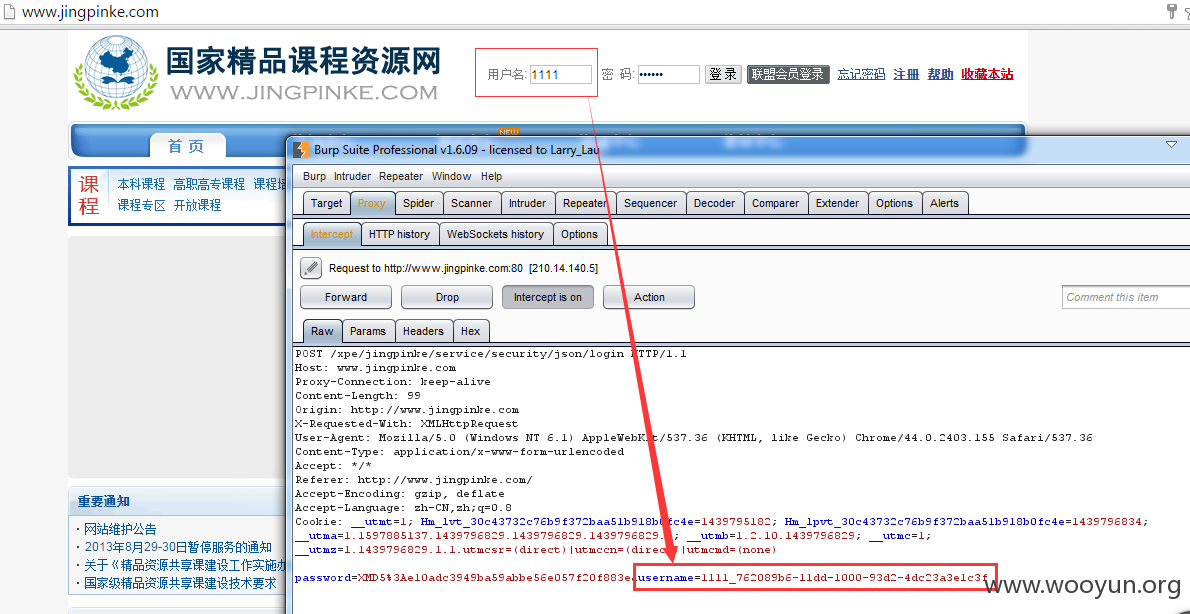 www.jingpinke.com
国家精品课程资源网
WWW.JINGPINKE.COM
用户名: 1111 密 码: •••••• 登 录 联盟会员登录 忘记密码 注册 帮助 收藏本站
NEW
首 页
课程
本科课程 高职高专课程
课程专区 开放课程
Burp Suite Professional v1.6.09 - licensed to Larry_Lau
Burp Intruder Repeater Window Help
Target Proxy Spider Scanner Intruder Repeater Sequencer Decoder Comparer Extender Options Alerts
Intercept HTTP history WebSockets history Options
Request to http://www.jingpinke.com:80 [210.14.140.5]
Forward Drop Intercept is on Action
Comment this item
Raw Params Headers Hex
POST /xpe/jingpinke/service/security/json/login HTTP/1.1
Host: www.jingpinke.com
Proxy-Connection: keep-alive
Content-Length: 99
Origin: http://www.jingpinke.com
X-Requested-With: XMLHttpRequest
User-Agent: Mozilla/5.0 (Windows NT 6.1) AppleWebKit/537.36 (KHTML, like Gecko) Chrome/44.0.2403.155 Safari/537.36
Content-Type: application/x-www-form-urlencoded
Accept: */*
Referer: http://www.jingpinke.com/
Accept-Encoding: gzip, deflate
Accept-Language: zh-CN,zh;q=0.8
Cookie: __utmt=1; Hm_lvt_30c43732c76b9f372baa51b918b0fc4e=1439795182; Hm_lpvt_30c43732c76b9f372baa51b918b0fc4e=1439796834;
__utma=1.1597885137.1439796829.1439796829.1439796829.1; __utmb=1.2.10.1439796829; __utmc=1;
__utmz=1.1439796829.1.1.utmcsr=(direct)|utmccn=(direct)|utmcmd=(none)
password=XMD5%3Ae10adc3949ba59abbe56e057f20f883e&username=1111_762089b6-11dd-1000-93d2-4dc23a3e1c3f
重要通知
· 网站维护公告
· 2013年8月29-30日暂停服务的通知
· 关于《精品资源共享课建设工作实施办
· 国家级精品资源共享课建设技术要求
www.wooyun.org